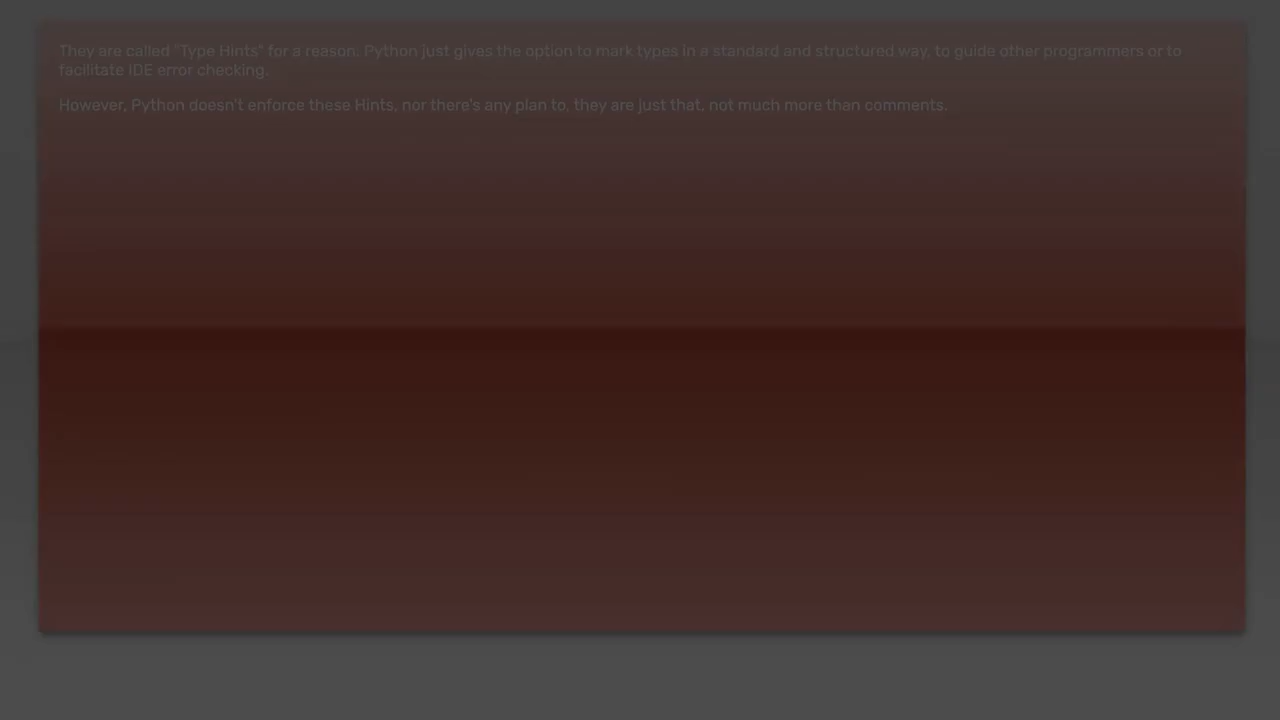 They are called "Type Hints" for a reason. Python just gives the option to mark types in a standard and structured way, to guide other programmers or to
facilitate IDE error checking.
However, Python doesn't enforce these Hints, nor there's any plan to, they are just that, not much more than comments.